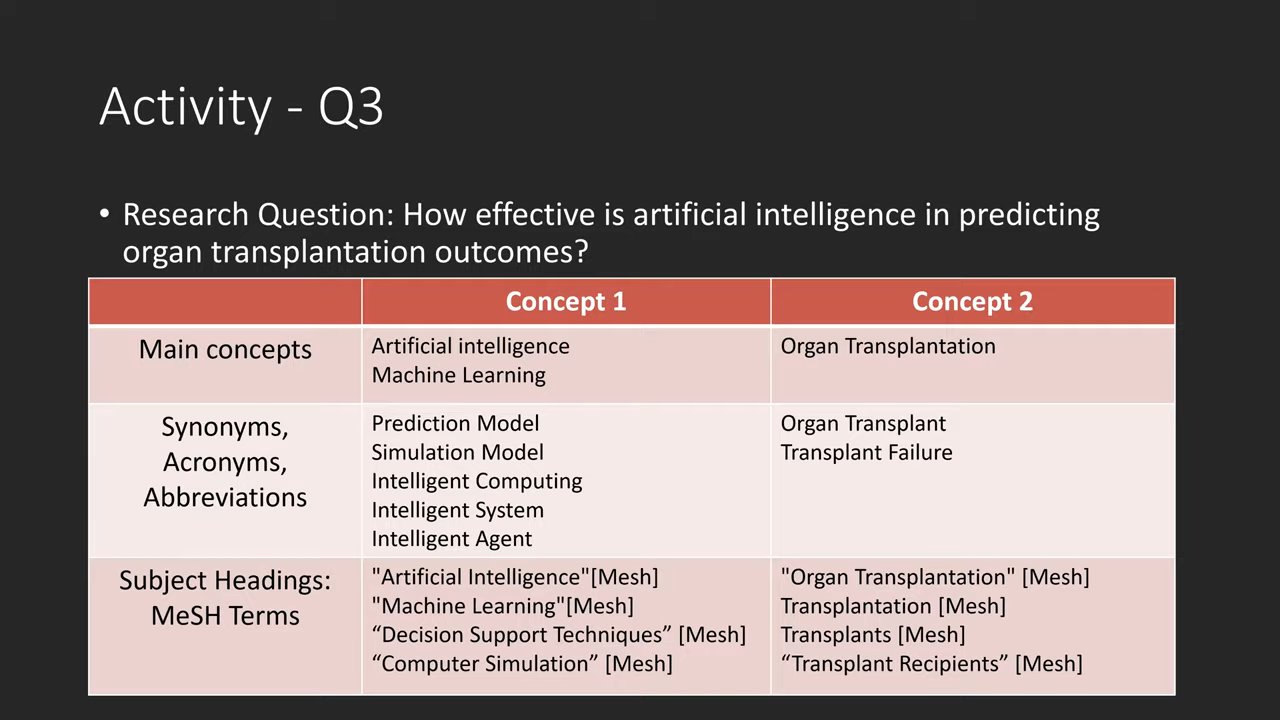 Activity - Q3
• Research Question: How effective is artificial intelligence in predicting
organ transplantation outcomes?
Concept 1
Concept 2
Main concepts
Artificial intelligence
Machine Learning
Organ Transplantation
Synonyms,
Acronyms,
Abbreviations
Prediction Model
Simulation Model
Intelligent Computing
Intelligent System
Intelligent Agent
Organ Transplant
Transplant Failure
Subject Headings:
MeSH Terms
"Artificial Intelligence"[Mesh]
"Machine Learning"[Mesh]
“Decision Support Techniques” [Mesh]
“Computer Simulation” [Mesh]
"Organ Transplantation" [Mesh]
Transplantation [Mesh]
Transplants [Mesh]
“Transplant Recipients” [Mesh]